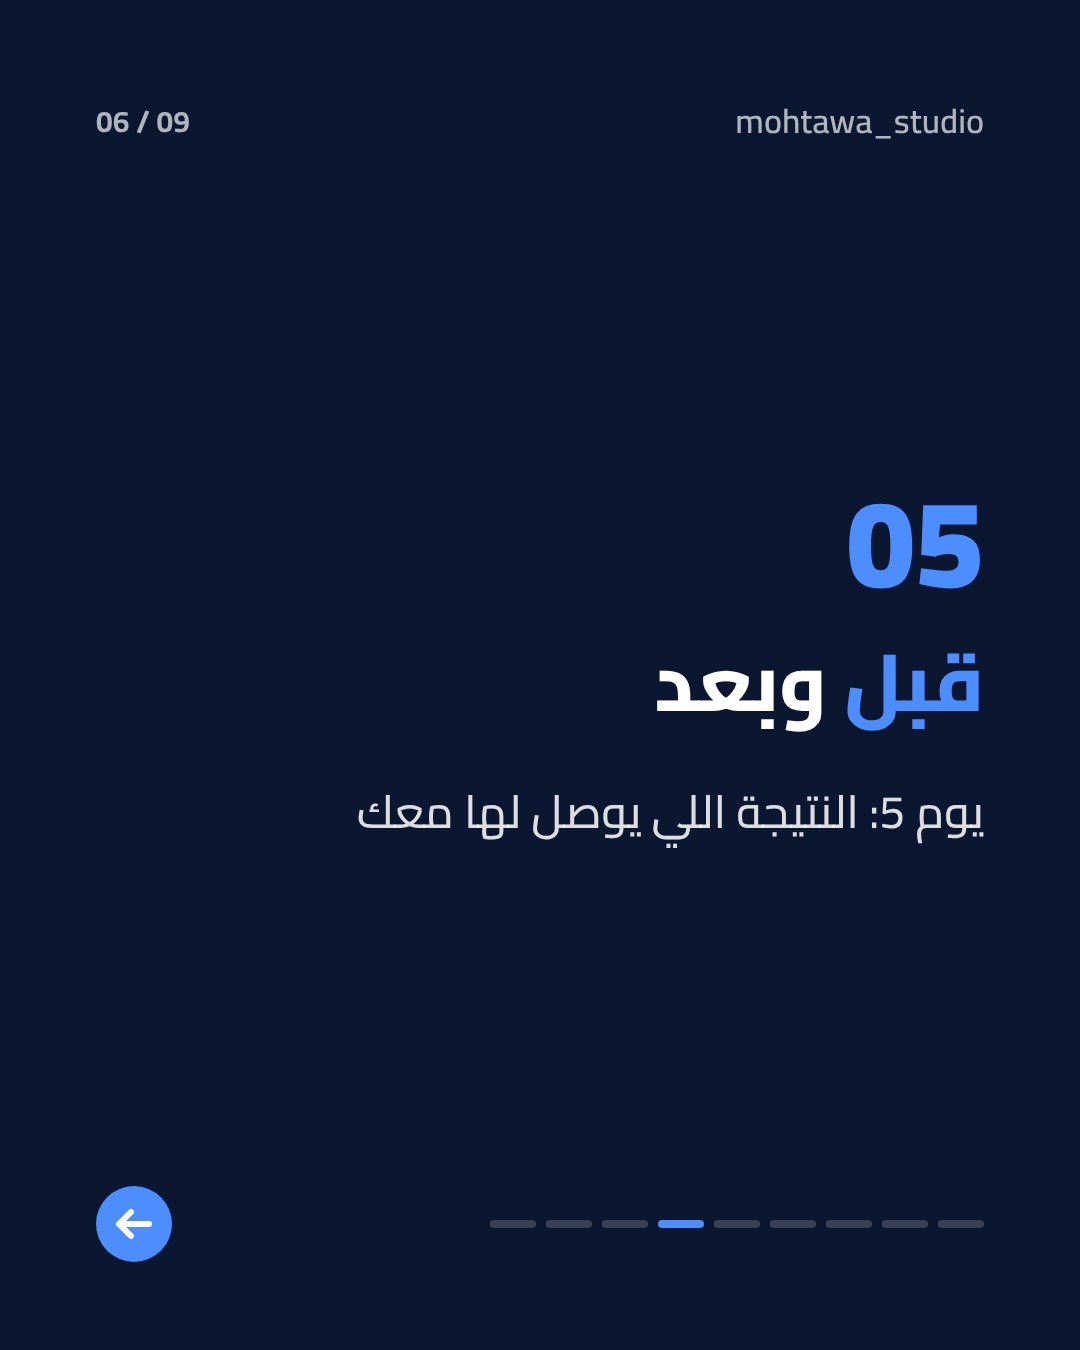 mohtawa_studio
06 / 09
05
قبل وبعد
يوم 5: النتيجة اللي يوصل لها معك